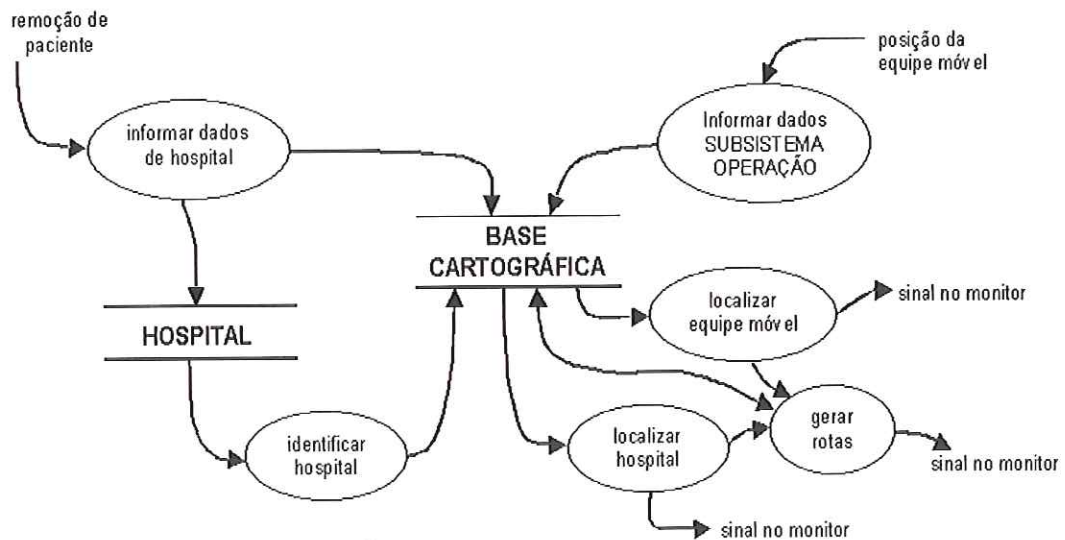 remoção de
paciente
posição da
equipe móvel
informar dados
de hospital
Informar dados
SUBSISTEMA
OPERAÇÃO
BASE
CARTOGRÁFICA
HOSPITAL
localizar
equipe móvel
sinal no monitor
identificar
hospital
localizar
hospital
gerar
rotas
sinal no monitor
sinal no monitor